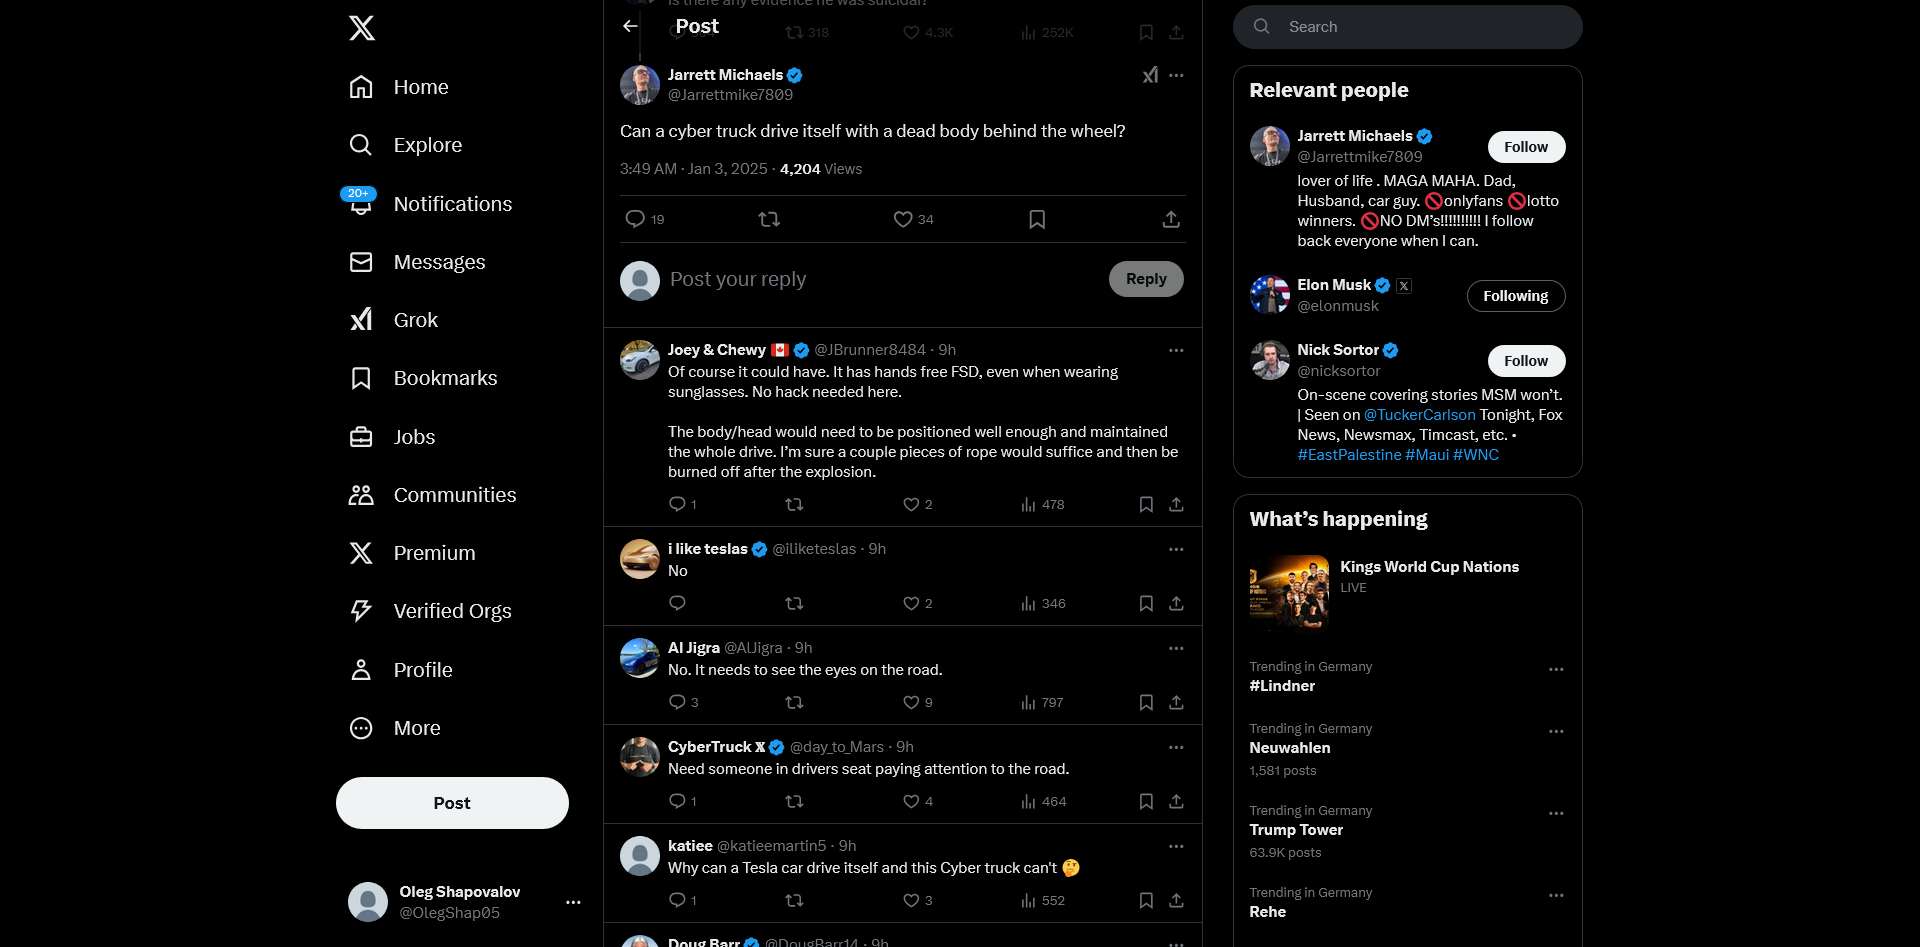 Home
Explore
20+
Notifications
Messages
Grok
Bookmarks
Jobs
Communities
Premium
Verified Orgs
Profile
More
Post
Oleg Shapovalov
@OlegShap05
Is there any evidence he was suicidal?
Post
318
4.3K
252K
Jarrett Michaels
@Jarrettmike7809
Can a cyber truck drive itself with a dead body behind the wheel?
3:49 AM · Jan 3, 2025 · 4,204 Views
19
34
Post your reply
Reply
Joey & Chewy 🇨🇦 @JBrunner8484 · 9h
Of course it could have. It has hands free FSD, even when wearing
sunglasses. No hack needed here.
The body/head would need to be positioned well enough and maintained
the whole drive. I’m sure a couple pieces of rope would suffice and then be
burned off after the explosion.
1
2
478
i like teslas @iliketeslas · 9h
No
2
346
Al Jigra @AlJigra · 9h
No. It needs to see the eyes on the road.
3
9
797
CyberTruck 𝕏 @day_to_Mars · 9h
Need someone in drivers seat paying attention to the road.
1
4
464
katiee @katieemartin5 · 9h
Why can a Tesla car drive itself and this Cyber truck can't 🤔
1
3
552
Doug Barr @DougBarr14 · 9h
Search
Relevant people
Jarrett Michaels
@Jarrettmike7809
Follow
lover of life . MAGA MAHA. Dad,
Husband, car guy. 🚫onlyfans 🚫lotto
winners. 🚫NO DM’s!!!!!!!!!! I follow
back everyone when I can.
Elon Musk
@elonmusk
Following
Nick Sortor
@nicksortor
Follow
On-scene covering stories MSM won’t.
| Seen on @TuckerCarlson Tonight, Fox
News, Newsmax, Timcast, etc. •
#EastPalestine #Maui #WNC
What’s happening
Kings World Cup Nations
LIVE
Trending in Germany
#Lindner
Trending in Germany
Neuwahlen
1,581 posts
Trending in Germany
Trump Tower
63.9K posts
Trending in Germany
Rehe